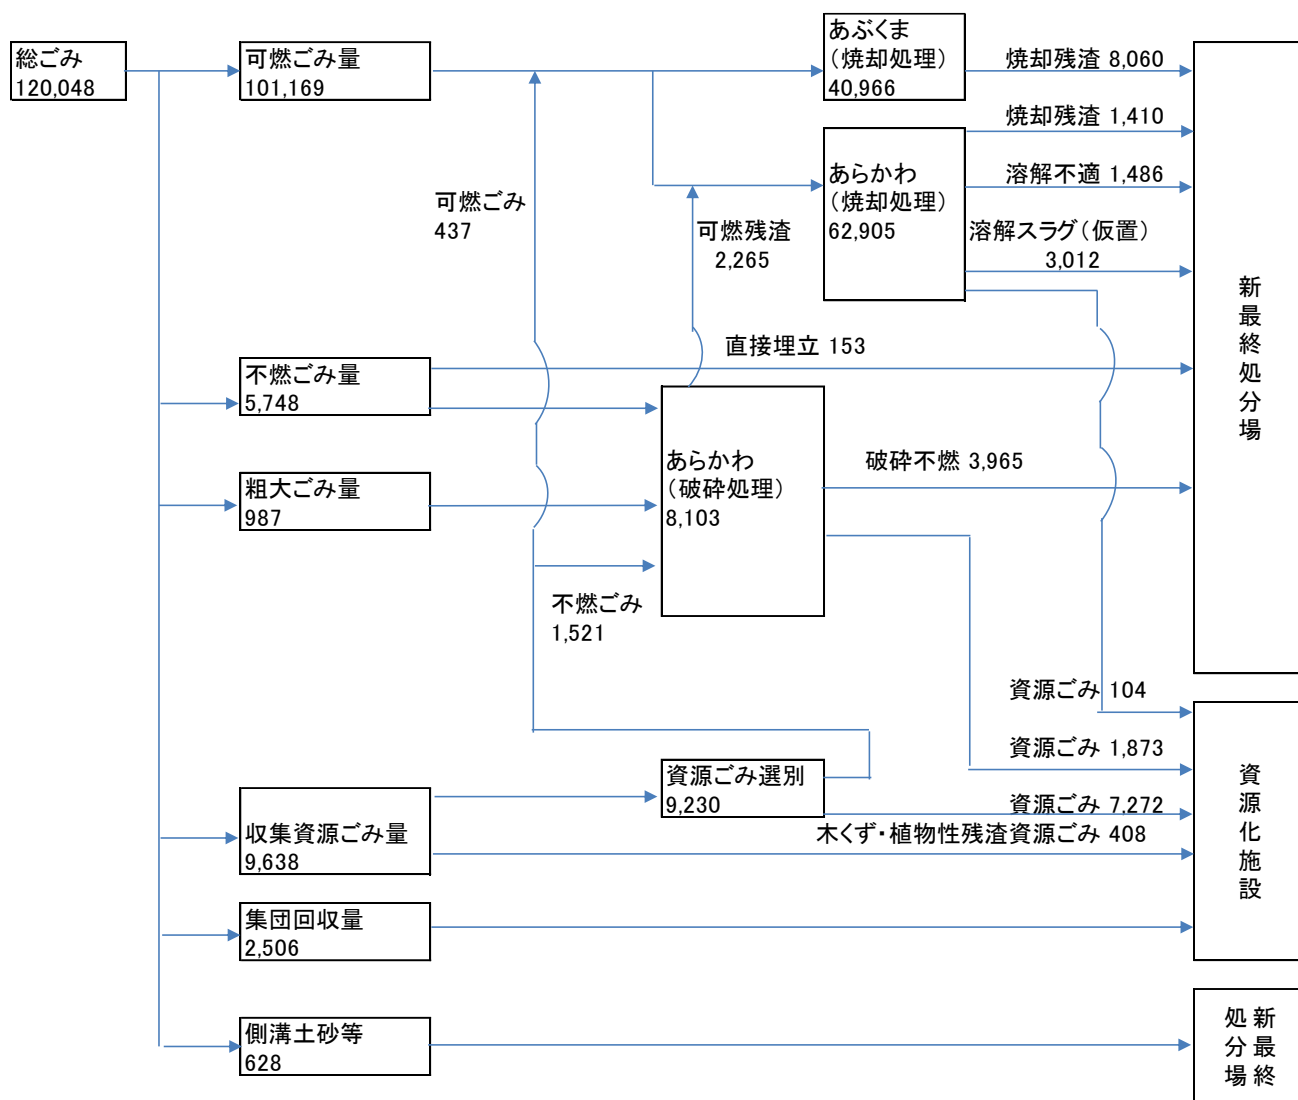 総ごみ
120,048
可燃ごみ量
101,169
あぶくま
（焼却処理）
40,966
焼却残渣 8,060
焼却残渣 1,410
あらかわ
（焼却処理）
62,905
溶解不適 1,486
溶解スラグ（仮置）
3,012
可燃ごみ
437
可燃残渣
2,265
新最終処分場
直接埋立 153
不燃ごみ量
5,748
あらかわ
（破砕処理）
8,103
破砕不燃 3,965
粗大ごみ量
987
不燃ごみ
1,521
資源ごみ 104
資源ごみ 1,873
資源ごみ選別
9,230
資源ごみ 7,272
収集資源ごみ量
9,638
木くず・植物性残渣資源ごみ 408
資源化施設
集団回収量
2,506
側溝土砂等
628
新最終
処分場